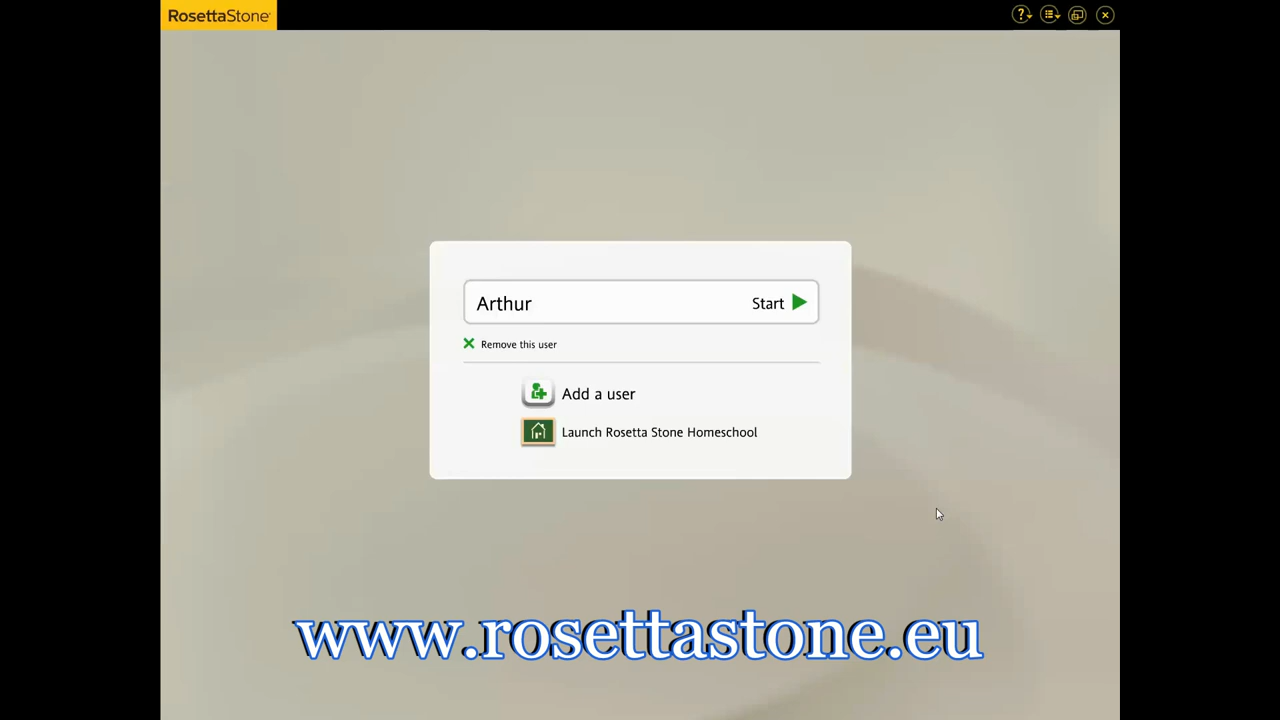 RosettaStone
Arthur
Start
Remove this user
Add a user
Launch Rosetta Stone Homeschool
www.rosettastone.eu